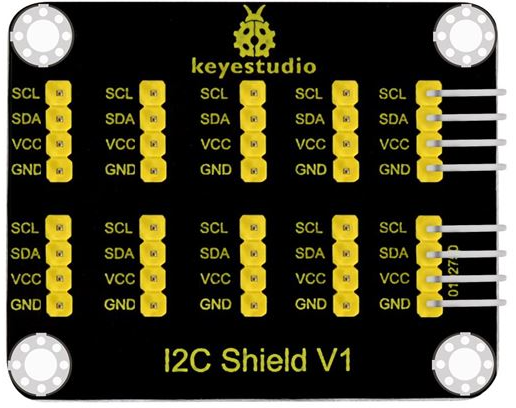 keyestudio
SCL SCL SCL SCL SCL
SDA SDA SDA SDA SDA
VCC VCC VCC VCC VCC
GND GND GND GND GND
SCL SCL SCL SCL SCL
SDA SDA SDA SDA SDA
VCC VCC VCC VCC VCC
GND GND GND GND GND
I2C Shield V1